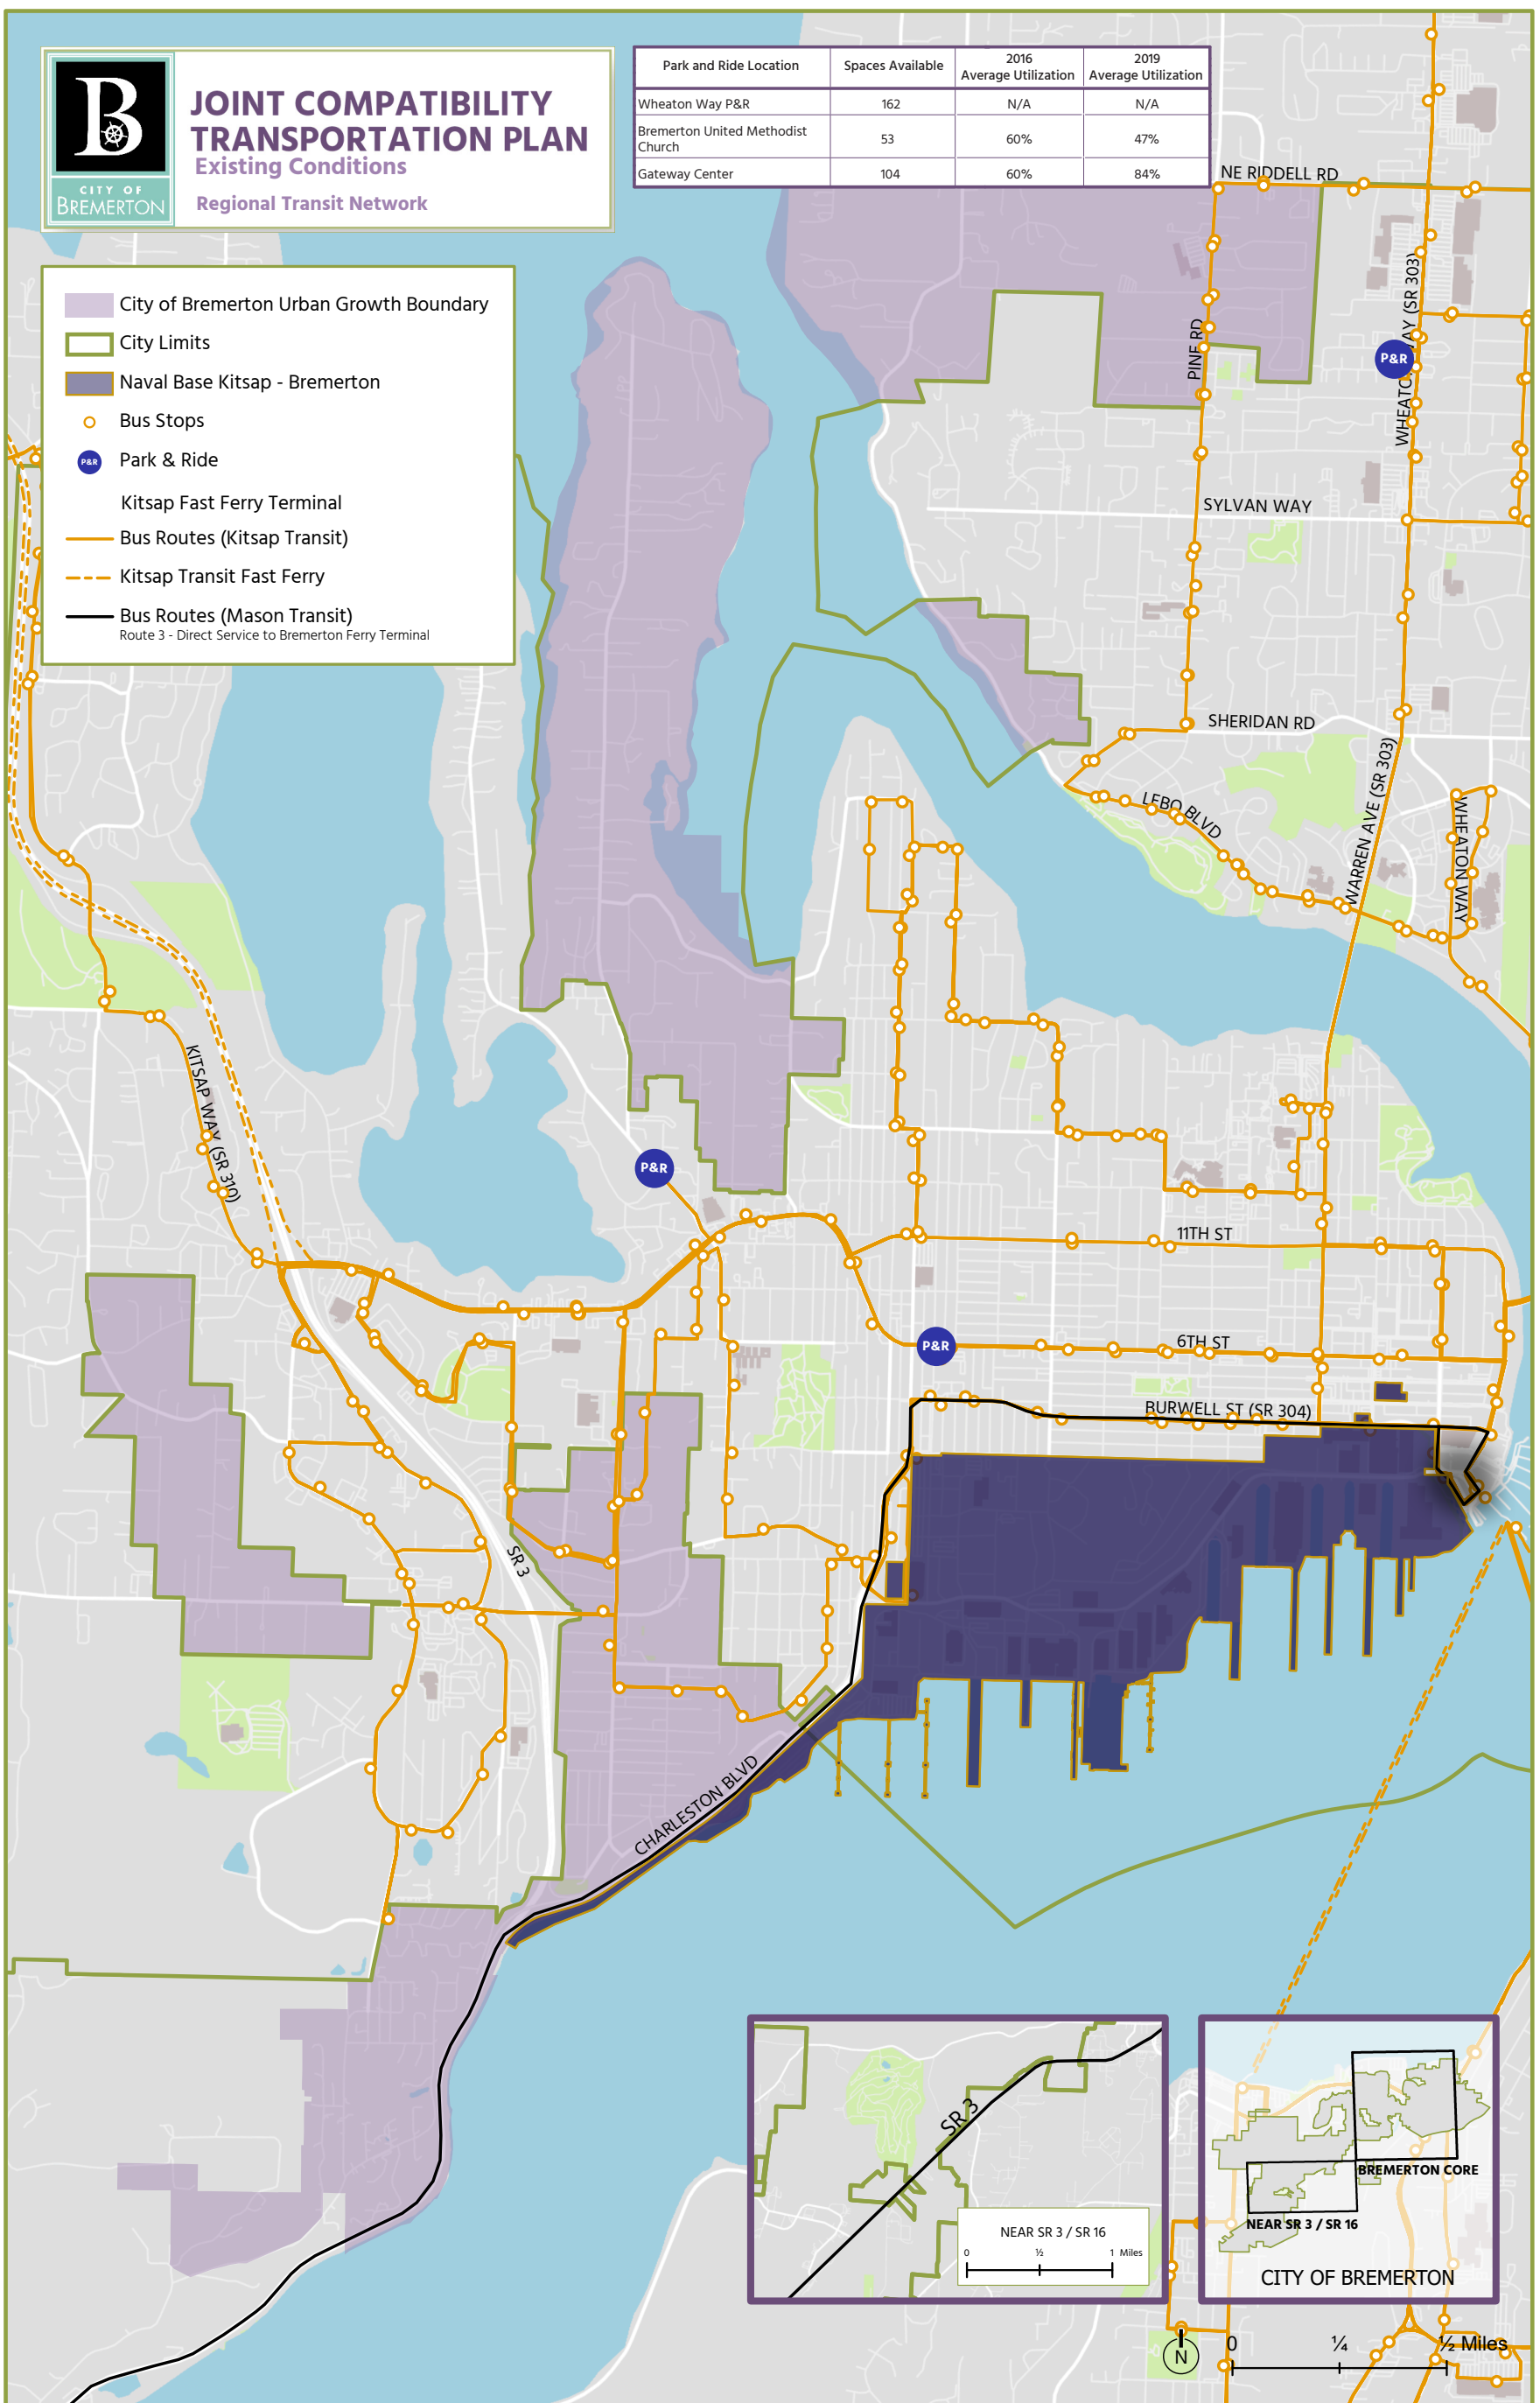 B
CITY OF
BREMERTON
JOINT COMPATIBILITY
TRANSPORTATION PLAN
Existing Conditions
Regional Transit Network
Park and Ride Location Spaces Available 2016 Average Utilization 2019 Average Utilization
Wheaton Way P&R 162 N/A N/A
Bremerton United Methodist Church 53 60% 47%
Gateway Center 104 60% 84%
City of Bremerton Urban Growth Boundary
City Limits
Naval Base Kitsap - Bremerton
Bus Stops
P&R Park & Ride
Kitsap Fast Ferry Terminal
Bus Routes (Kitsap Transit)
Kitsap Transit Fast Ferry
Bus Routes (Mason Transit)
Route 3 - Direct Service to Bremerton Ferry Terminal
NE RIDDELL RD
PINE RD
WHEATON WAY (SR 303)
P&R
SYLVAN WAY
SHERIDAN RD
LEBO BLVD
WARREN AVE (SR 303)
WHEATON WAY
KITSAP WAY (SR 310)
P&R
11TH ST
P&R
6TH ST
BURWELL ST (SR 304)
SR 3
CHARLESTON BLVD
SR 3
NEAR SR 3 / SR 16
0 ½ 1 Miles
BREMERTON CORE
NEAR SR 3 / SR 16
CITY OF BREMERTON
N
0 ¼ ½ Miles